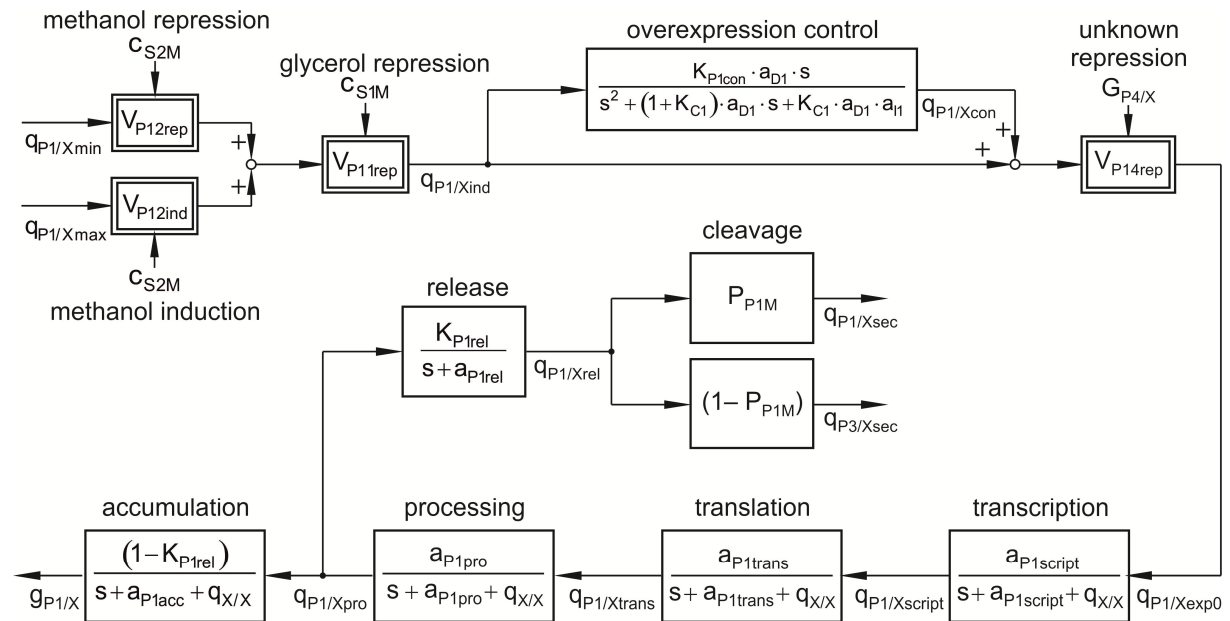 methanol repression
c_S2M
V_P12rep
q_P1/Xmin
+
+
V_P12ind
q_P1/Xmax
c_S2M
methanol induction
glycerol repression
c_S1M
V_P11rep
q_P1/Xind
overexpression control
K_P1con · a_D1 · s
s² + (1+K_C1) · a_D1 · s + K_C1 · a_D1 · a_I1
q_P1/Xcon
+
+
unknown
repression
G_P4/X
V_P14rep
cleavage
P_P1M
q_P1/Xsec
(1– P_P1M)
q_P3/Xsec
release
K_P1rel
s + a_P1rel
q_P1/Xrel
accumulation
(1–K_P1rel)
s + a_P1acc + q_X/X
g_P1/X
processing
a_P1pro
s + a_P1pro + q_X/X
q_P1/Xpro
translation
a_P1trans
s + a_P1trans + q_X/X
q_P1/Xtrans
transcription
a_P1script
s + a_P1script + q_X/X
q_P1/Xscript
q_P1/Xexp0